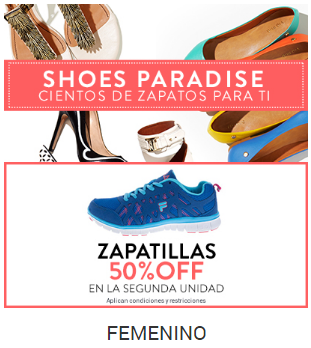 SHOES PARADISE
CIENTOS DE ZAPATOS PARA TI
ZAPATILLAS
50%OFF
EN LA SEGUNDA UNIDAD
Aplican condiciones y restricciones
FEMENINO